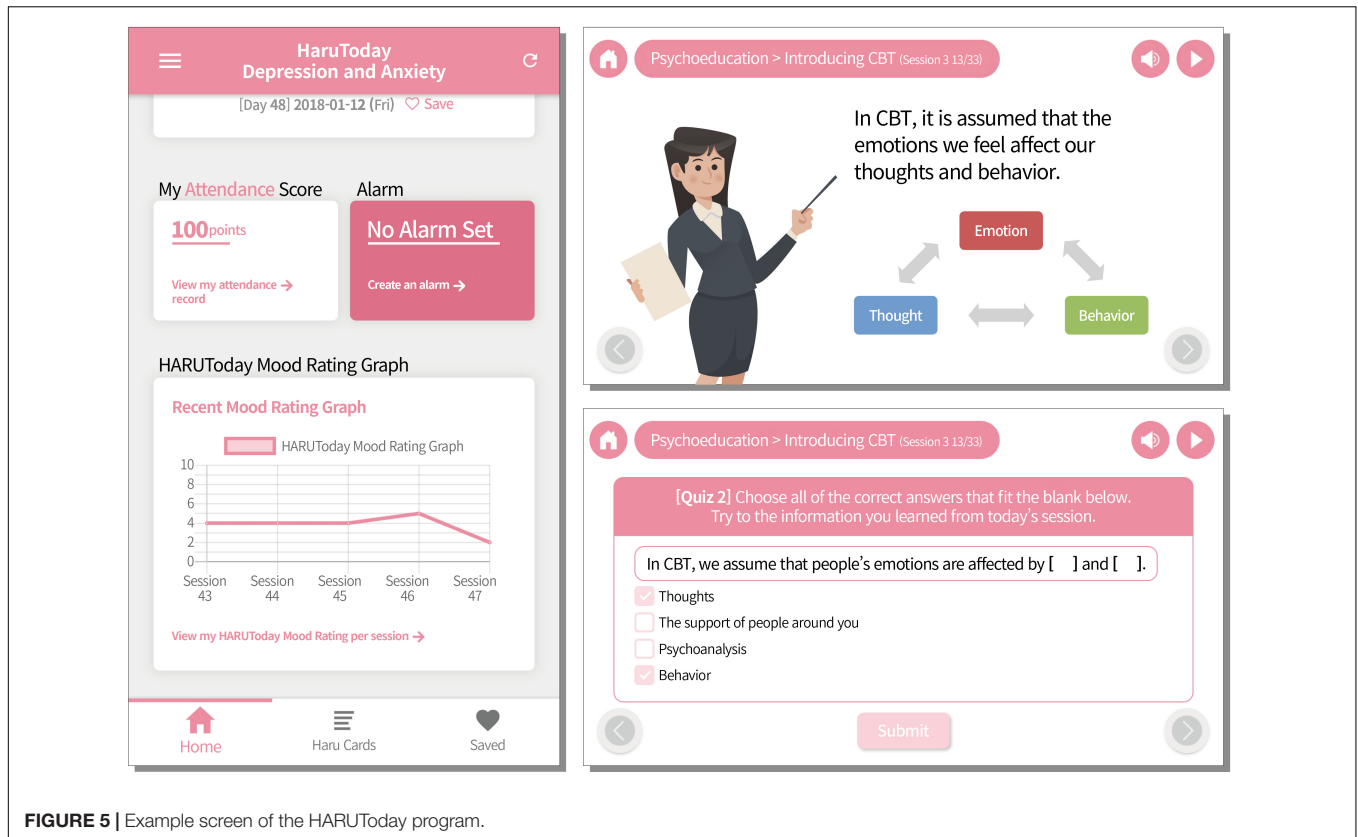 HaruToday
Depression and Anxiety
[Day 48] 2018-01-12 (Fri) Save
My Attendance Score
100 points
View my attendance
record
Alarm
No Alarm Set
Create an alarm
HARUToday Mood Rating Graph
Recent Mood Rating Graph
HARUToday Mood Rating Graph
10
8
6
4
2
0
Session Session Session Session Session
43 44 45 46 47
View my HARUToday Mood Rating per session
Home Haru Cards Saved
Psychoeducation > Introducing CBT (Session 3 13/33)
In CBT, it is assumed that the
emotions we feel affect our
thoughts and behavior.
Emotion
Thought Behavior
Psychoeducation > Introducing CBT (Session 3 13/33)
[Quiz 2] Choose all of the correct answers that fit the blank below.
Try to the information you learned from today's session.
In CBT, we assume that people's emotions are affected by [ ] and [ ].
Thoughts
The support of people around you
Psychoanalysis
Behavior
Submit
FIGURE 5 | Example screen of the HARUToday program.